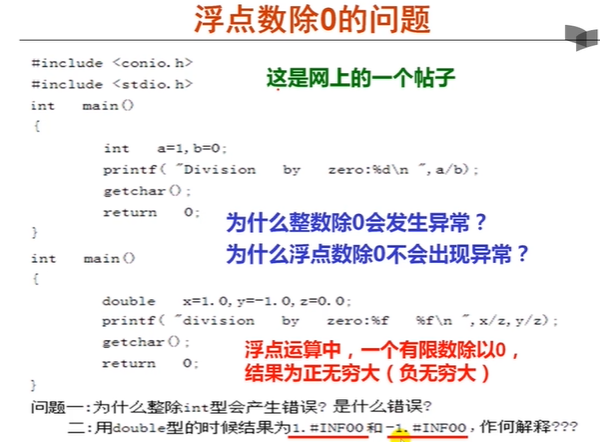 浮点数除0的问题
#include <conio.h>
#include <stdio.h>
这是网上的一个帖子
int main()
{
int a=1,b=0;
printf( "Division by zero:%d\n ",a/b);
getchar();
return 0;
}
为什么整数除0会发生异常？
为什么浮点数除0不会出现异常？
int main()
{
double x=1.0,y=-1.0,z=0.0;
printf( "division by zero:%f %f\n ",x/z,y/z);
getchar();
return 0;
}
浮点运算中，一个有限数除以0，
结果为正无穷大（负无穷大）
问题一:为什么整除int型会产生错误? 是什么错误?
二:用double型的时候结果为1.#INF00和-1.#INF00，作何解释???